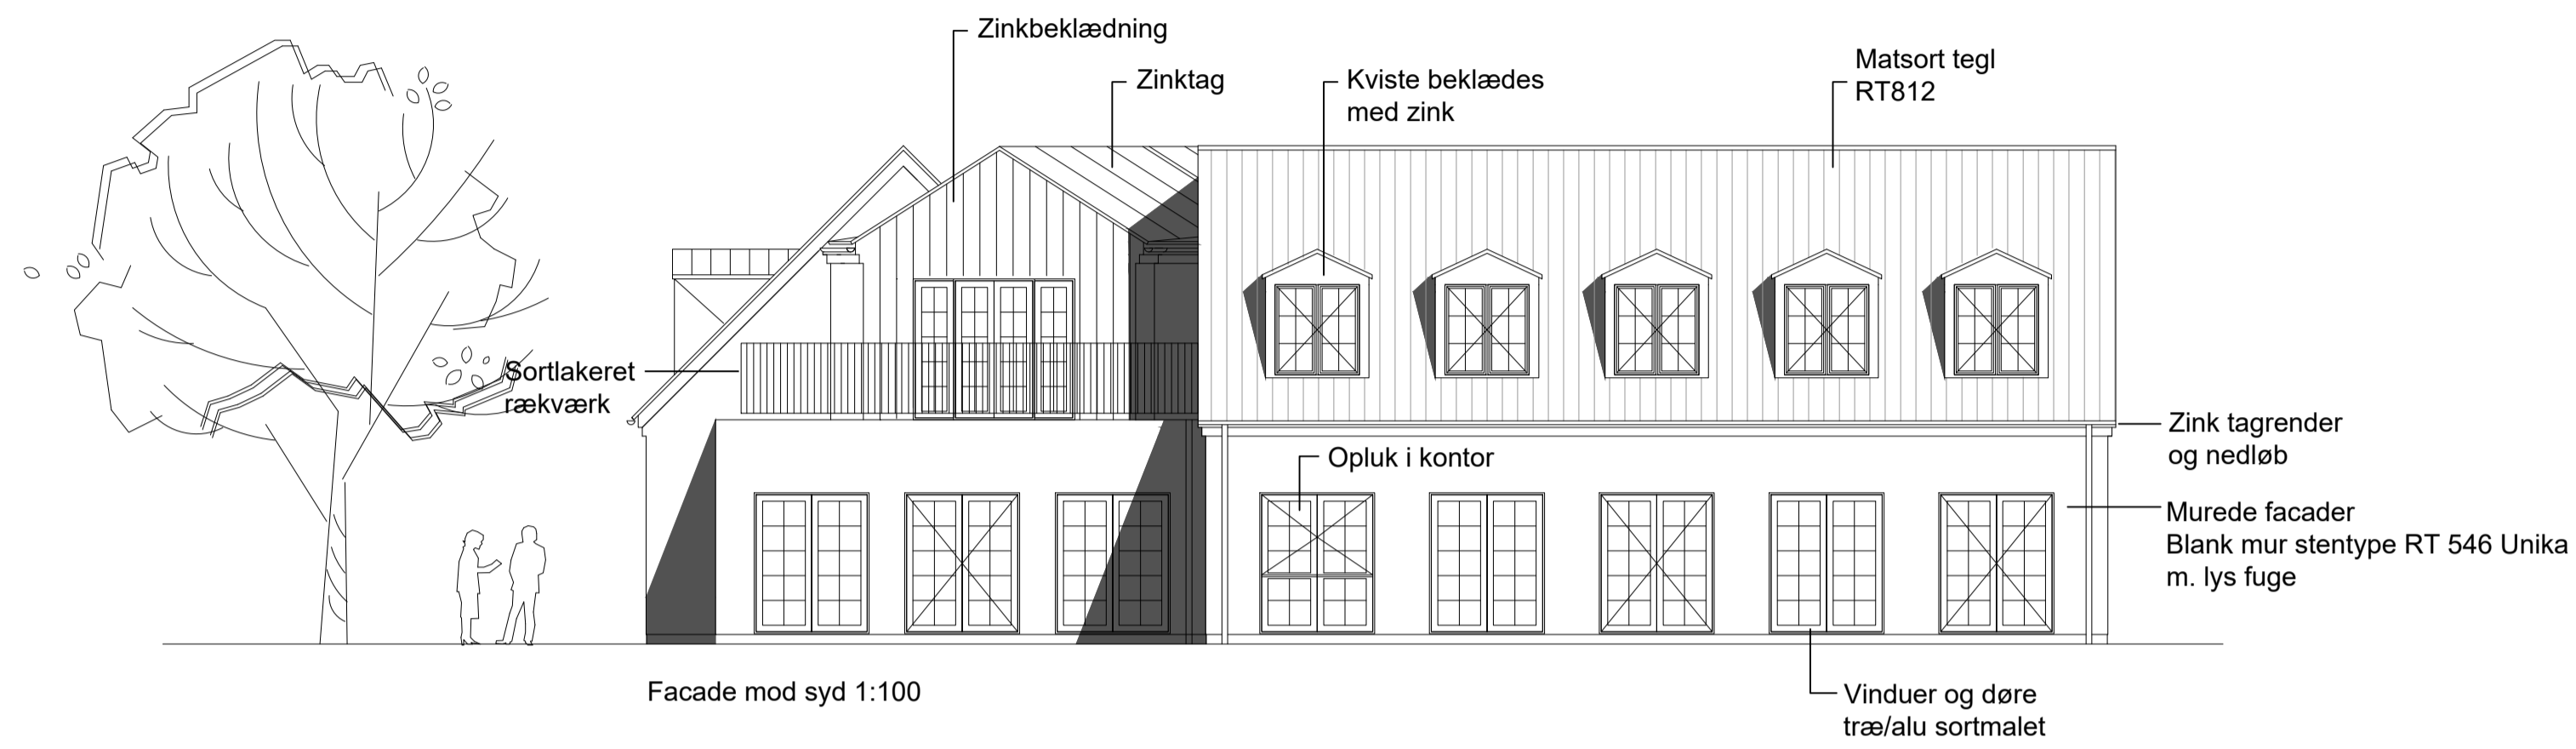 Zinkbeklædning
Zinktag
Kviste beklædes
med zink
Matsort tegl
RT812
Sortlakeret
rækværk
Zink tagrender
og nedløb
Opluk i kontor
Murede facader
Blank mur stentype RT 546 Unika
m. lys fuge
Facade mod syd 1:100
Vinduer og døre
træ/alu sortmalet